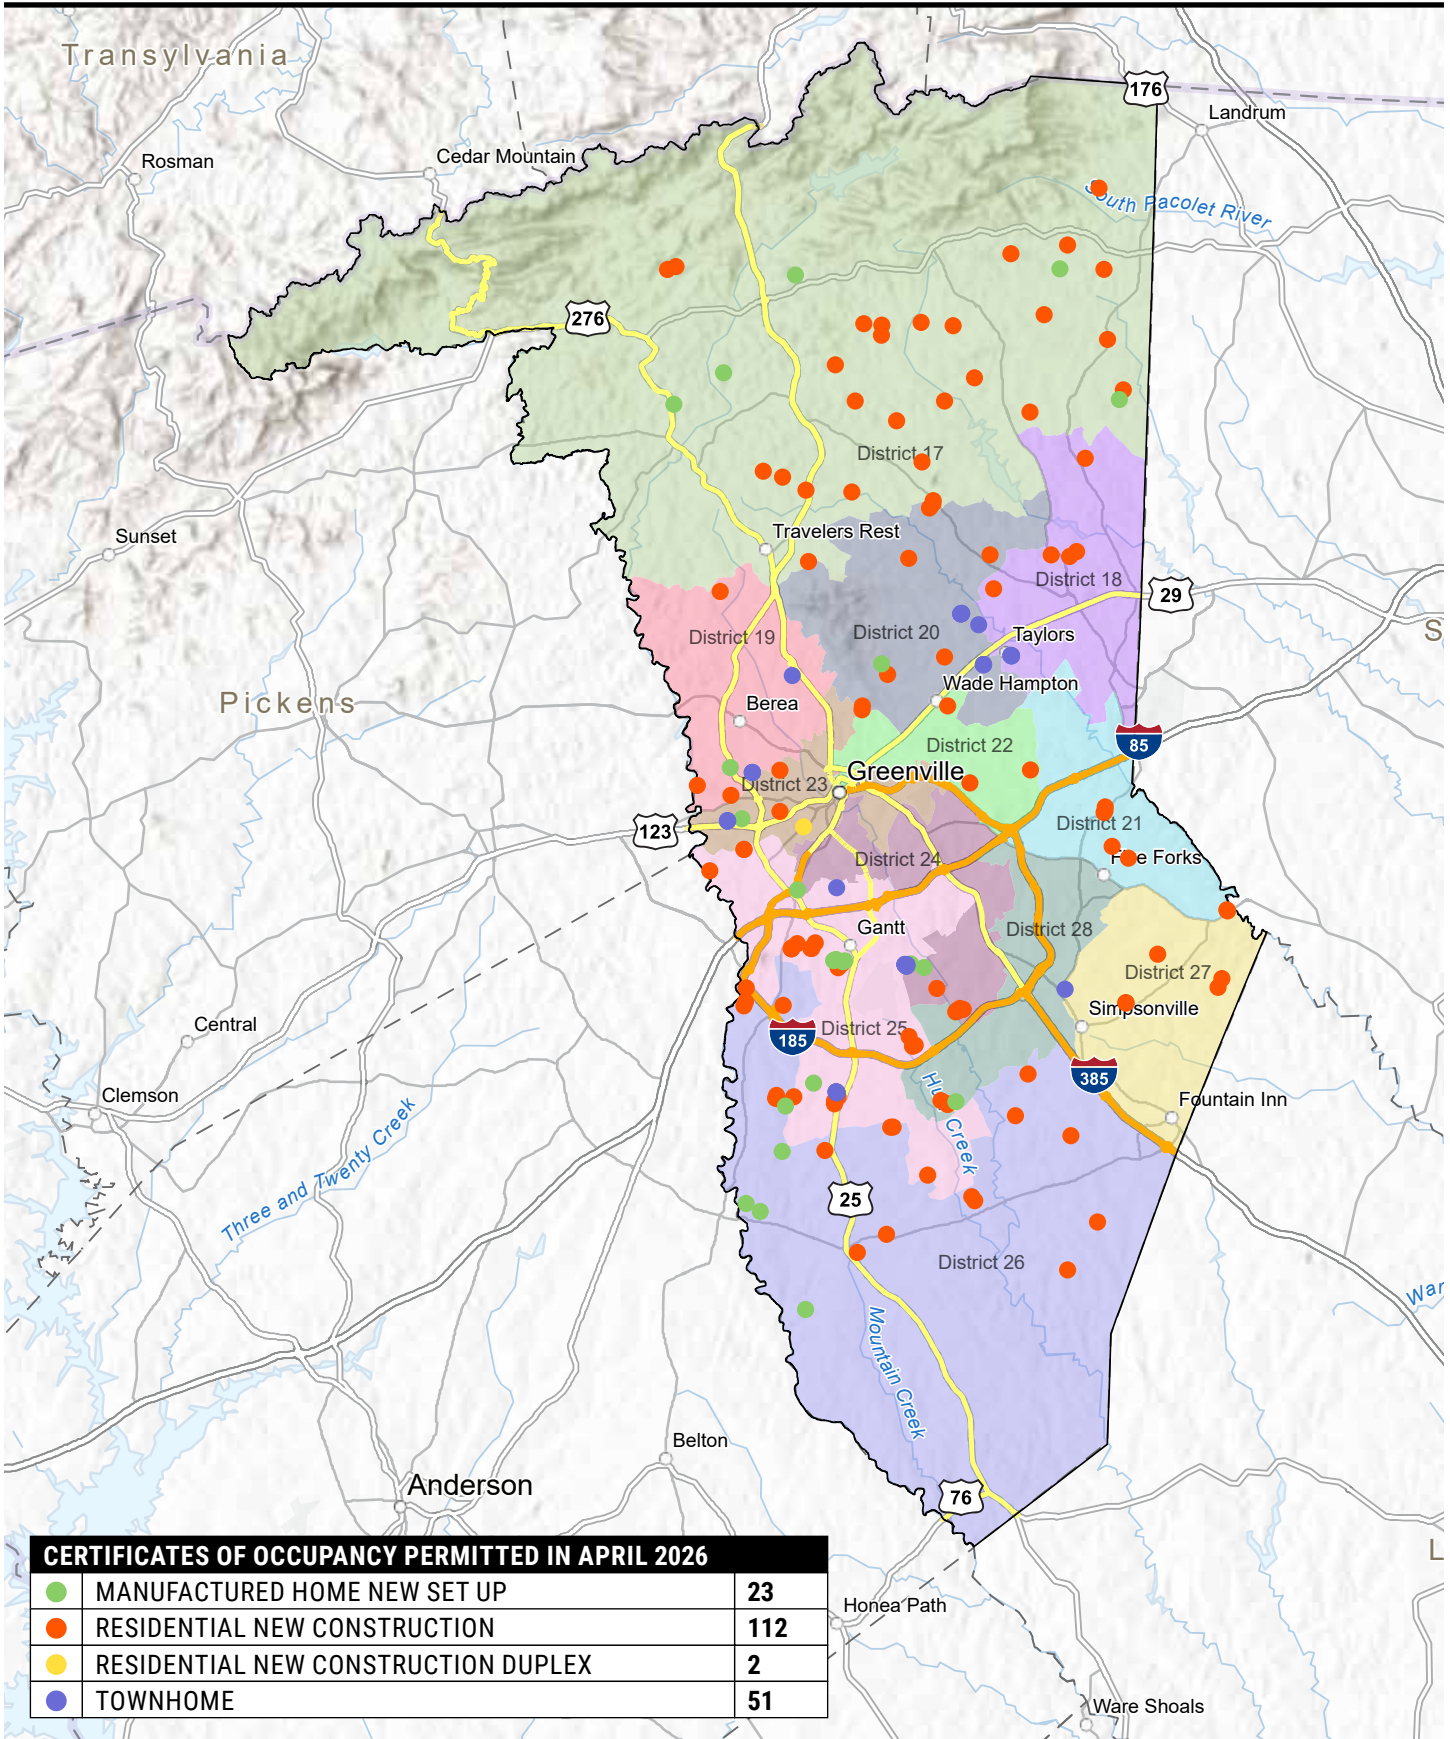 Transylvania
176
Landrum
Rosman
Cedar Mountain
South Pacolet River
276
District 17
Sunset
Travelers Rest
District 18
29
District 19
District 20
Taylors
Pickens
Wade Hampton
Berea
District 22
85
Greenville
District 23
123
District 21
District 24
Five Forks
Gantt
District 28
District 27
Simpsonville
Central
185
District 25
385
Clemson
Huff Creek
Fountain Inn
Three and Twenty Creek
25
District 26
Mountain Creek
Belton
Anderson
76
CERTIFICATES OF OCCUPANCY PERMITTED IN APRIL 2026
MANUFACTURED HOME NEW SET UP 23
RESIDENTIAL NEW CONSTRUCTION 112
RESIDENTIAL NEW CONSTRUCTION DUPLEX 2
TOWNHOME 51
Honea Path
Ware Shoals